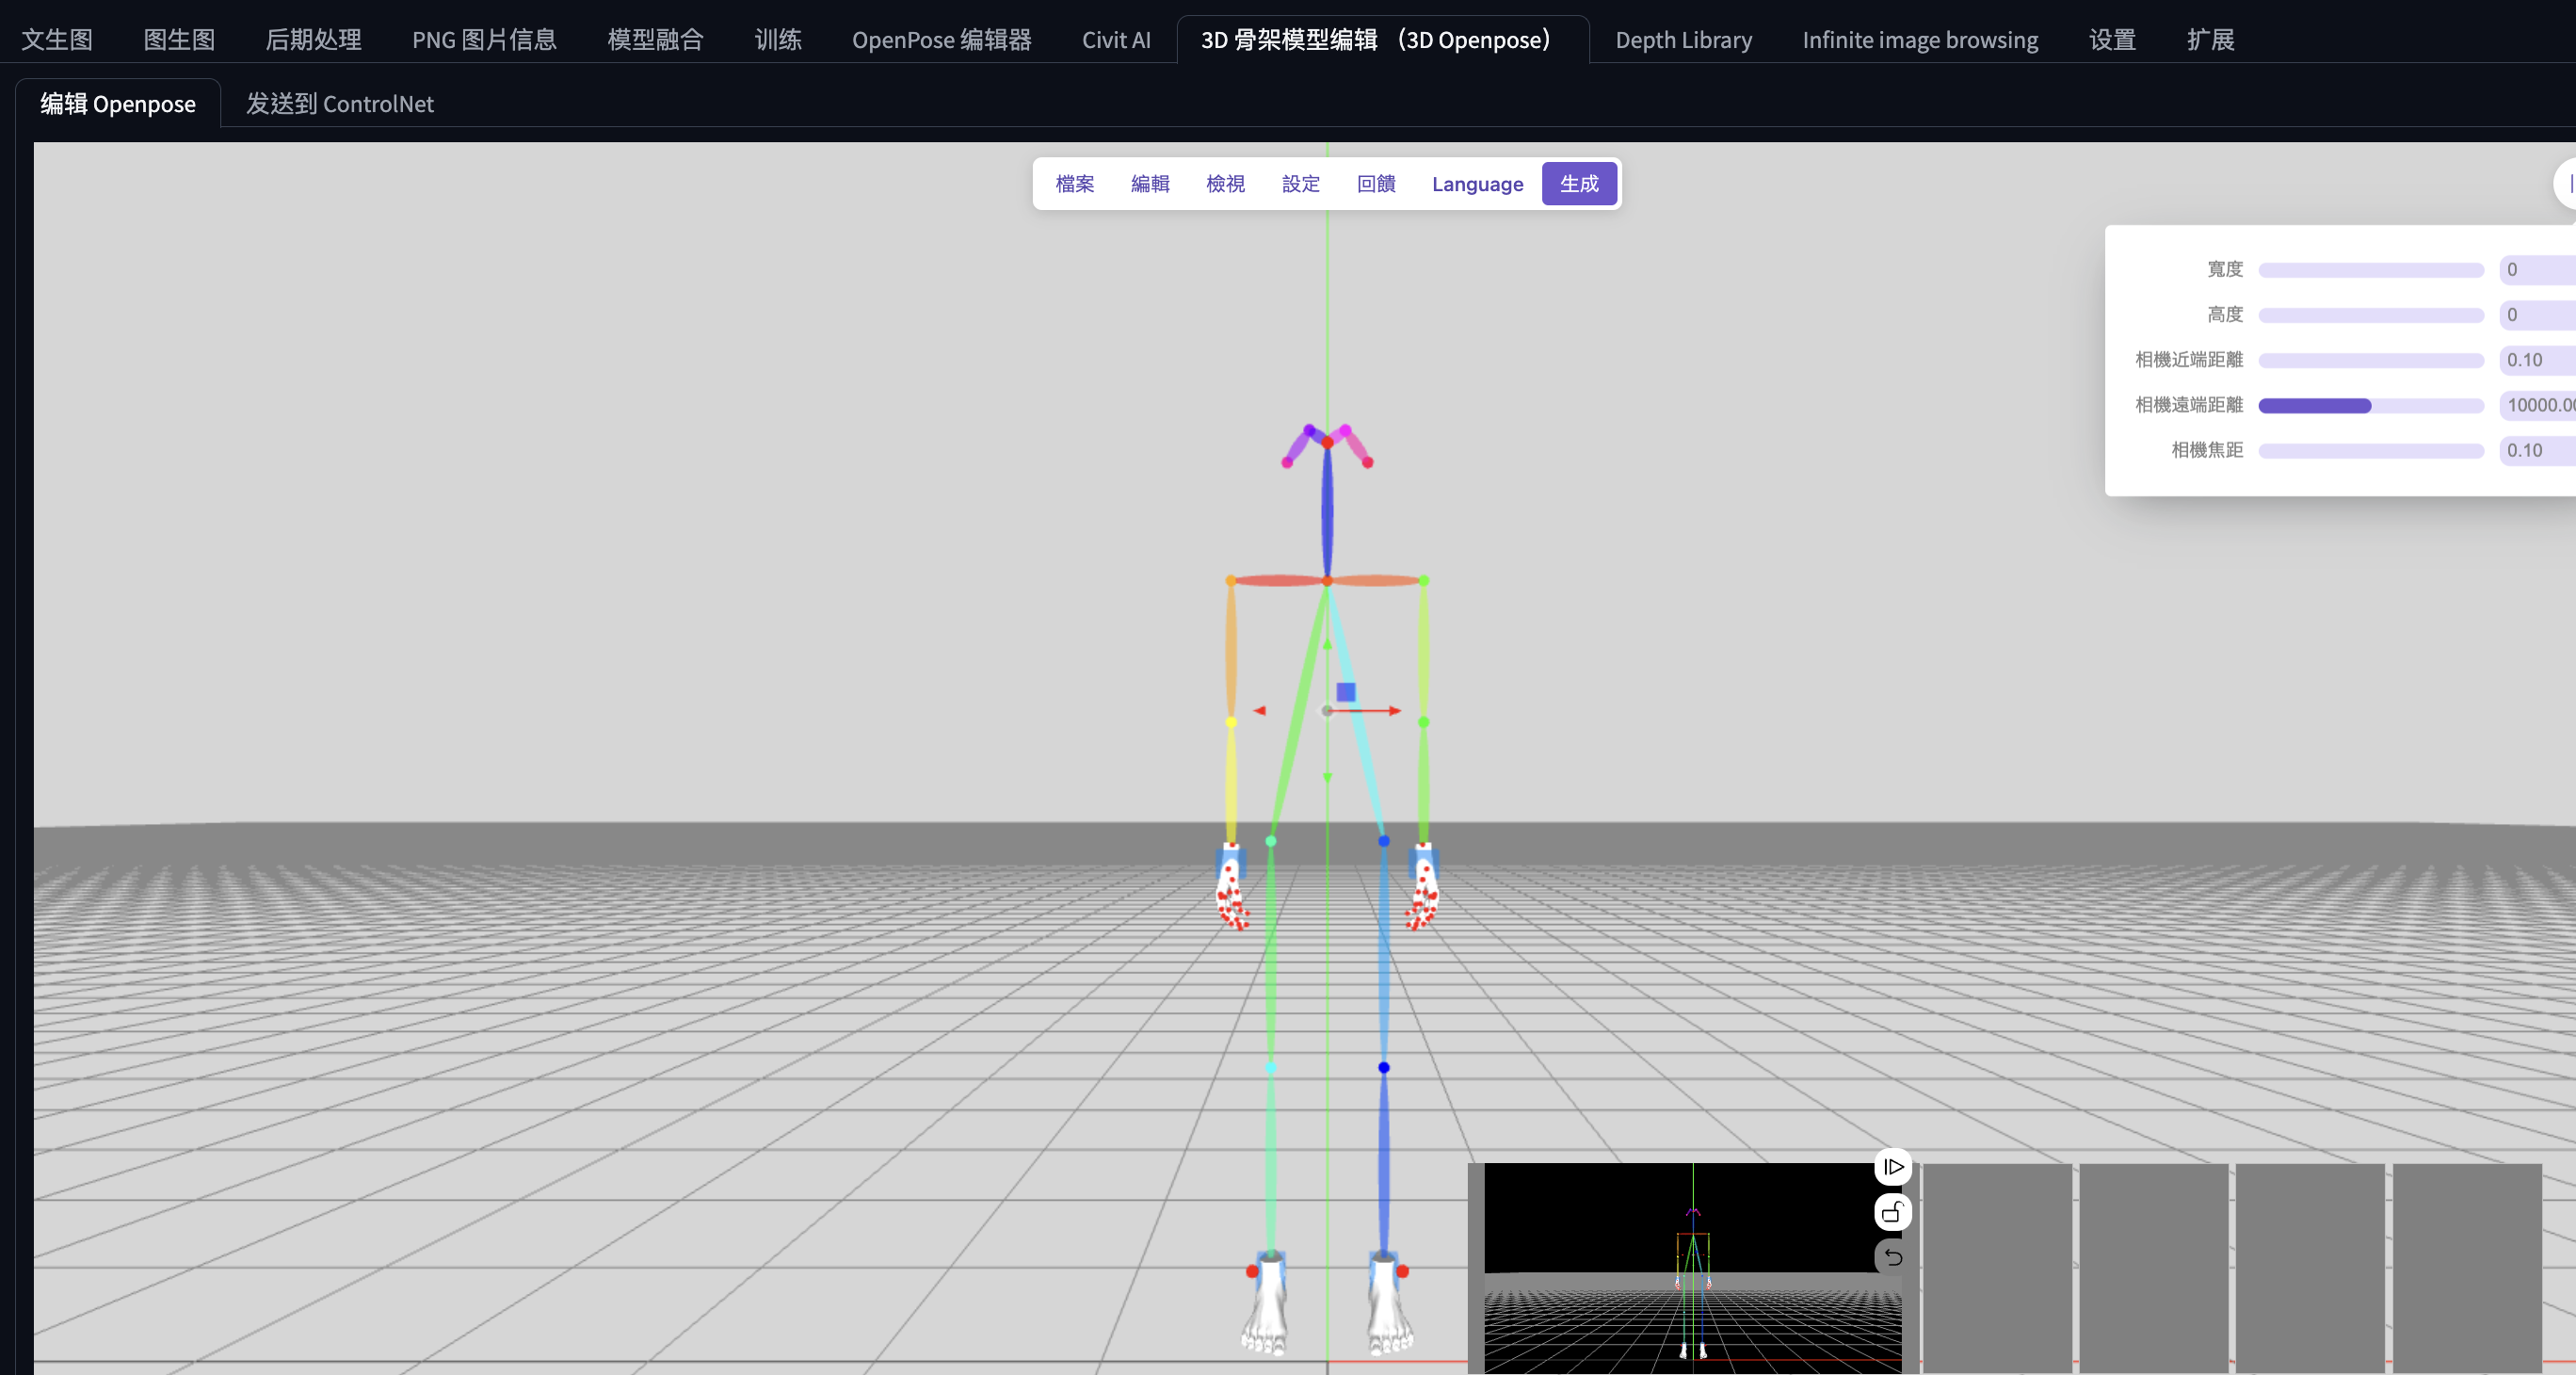 文生图 图生图 后期处理 PNG 图片信息 模型融合 训练 OpenPose 编辑器 Civit AI 3D 骨架模型编辑 （3D Openpose） Depth Library Infinite image browsing 设置 扩展
编辑 Openpose 发送到 ControlNet
檔案 編輯 檢視 設定 回饋 Language 生成
寬度 0
高度 0
相機近端距離 0.10
相機遠端距離 10000.00
相機焦距 0.10